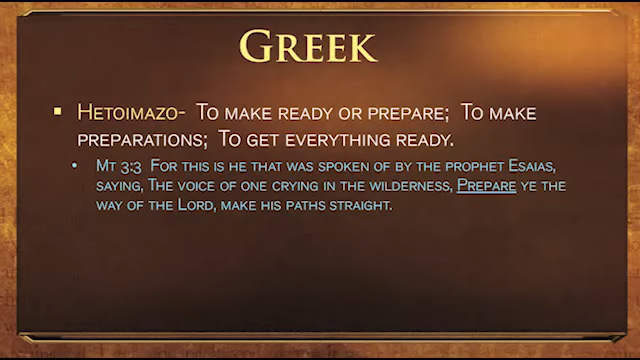 Greek
▪ Hetoimazo- To make ready or prepare; To make
preparations; To get everything ready.
• Mt 3:3 For this is he that was spoken of by the prophet Esaias,
saying, The voice of one crying in the wilderness, Prepare ye the
way of the Lord, make his paths straight.